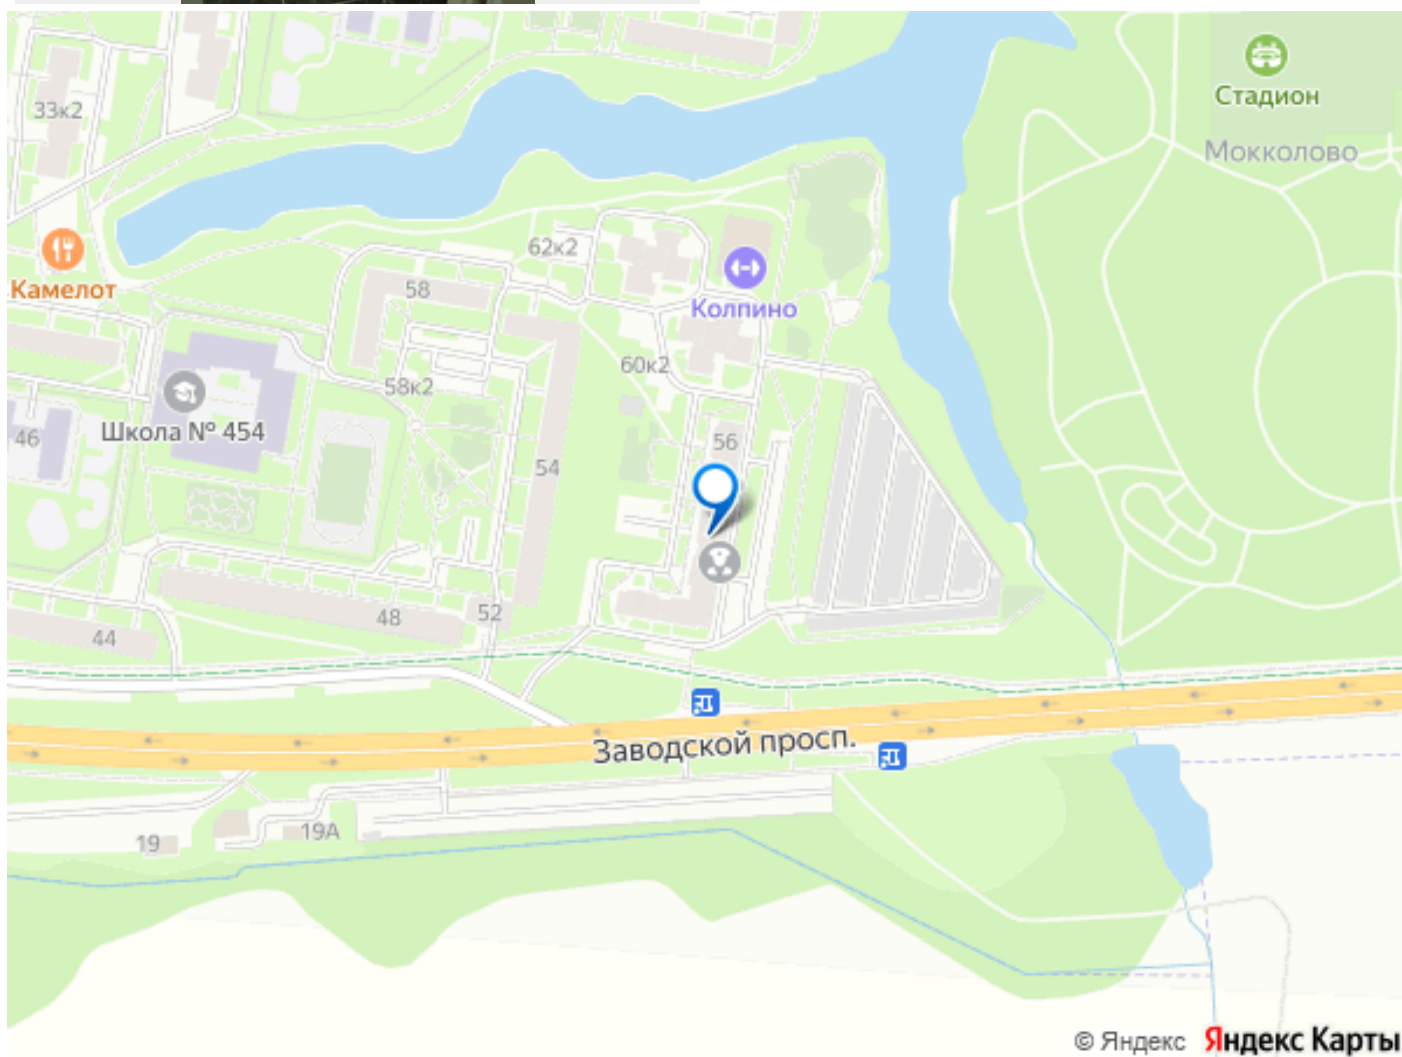 Стадион
33к2
Мокколово
62к2
Камелот
58
Колпино
60к2
58к2
Школа № 454
46
56
54
48
52
44
Заводской просп.
19А
19
© Яндекс Яндекс Карты